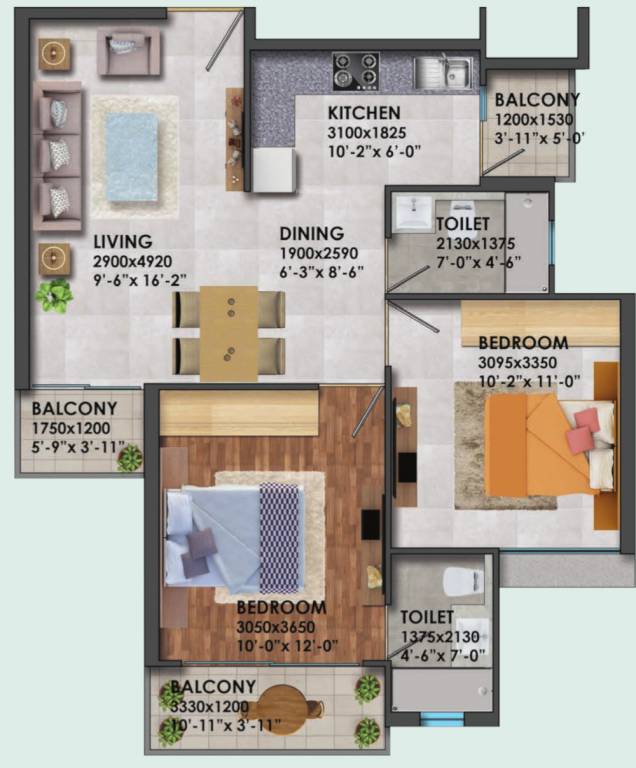 KITCHEN
3100x1825
10'-2"x 6'-0"
BALCONY
1200x1530
3'-11"x 5'-0'
LIVING
2900x4920
9'-6"x 16'-2"
DINING
1900x2590
6'-3"x 8'-6"
TOILET
2130x1375
7'-0"x 4'-6"
BEDROOM
3095x3350
10'-2"x 11'-0"
BALCONY
1750x1200
5'-9"x 3'-11"
BEDROOM
3050x3650
10'-0"x 12'-0"
TOILET
1375x2130
4'-6"x 7'-0"
BALCONY
3330x1200
10'-11"x 3'-11"